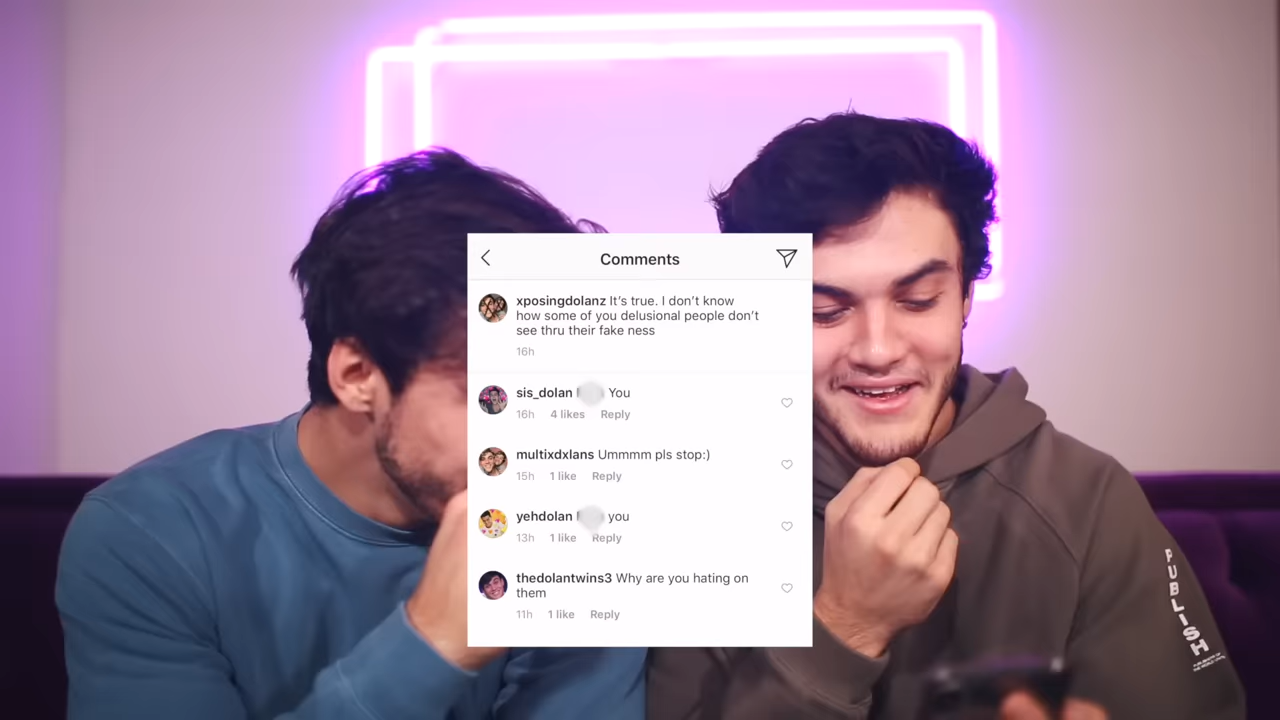 Comments
xposingdolanz It's true. I don't know
how some of you delusional people don't
see thru their fake ness
16h
sis_dolan You
16h 4 likes Reply
multixdxlans Ummmm pls stop:)
15h 1 like Reply
yehdolan you
13h 1 like Reply
thedolantwins3 Why are you hating on
them
11h 1 like Reply
PUBLISH